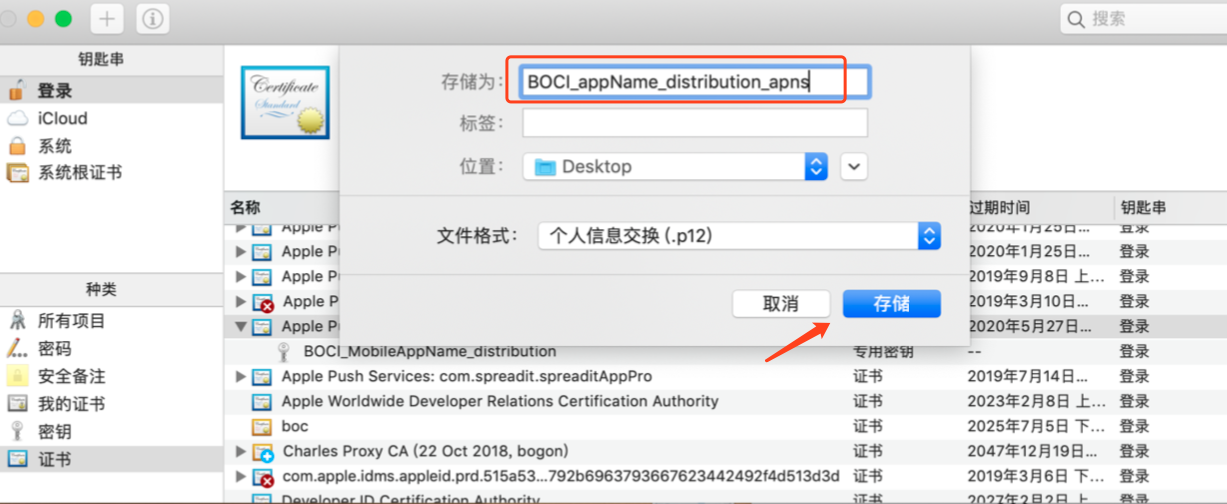 搜索
钥匙串
登录
iCloud
系统
系统根证书
Certificate
Standard
存储为：
BOCI_appName_distribution_apns
标签：
位置：
Desktop
文件格式：
个人信息交换 (.p12)
取消
存储
名称
过期时间
钥匙串
Apple P
2020年1月25日...
登录
Apple P
2020年1月25日...
登录
Apple P
2019年9月8日 上...
登录
Apple P
2019年3月10日...
登录
Apple P
2020年5月27日...
登录
BOCI_MobileAppName_distribution
专用密钥
--
登录
Apple Push Services: com.spreadit.spreaditAppPro
证书
2019年7月14日...
登录
Apple Worldwide Developer Relations Certification Authority
证书
2023年2月8日 上...
登录
boc
证书
2025年7月5日 下...
登录
Charles Proxy CA (22 Oct 2018, bogon)
证书
2047年12月19日...
登录
com.apple.idms.appleid.prd.515a53...792b6963793667623442492f4d513d3d
证书
2019年3月6日 下...
登录
Developer ID Certification Authority
证书
2027年2月2日 上...
登录
种类
所有项目
密码
安全备注
我的证书
密钥
证书